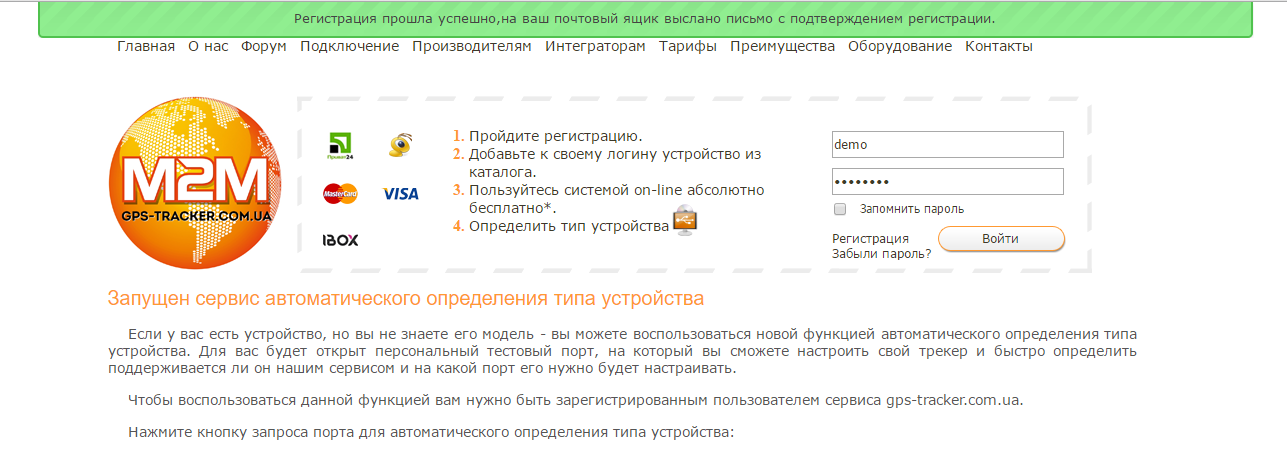 Регистрация прошла успешно,на ваш почтовый ящик выслано письмо с подтверждением регистрации.
Главная О нас Форум Подключение Производителям Интеграторам Тарифы Преимущества Оборудование Контакты
M2M
GPS-TRACKER.COM.UA
Приват24
MasterCard
VISA
iBOX
1. Пройдите регистрацию.
2. Добавьте к своему логину устройство из
каталога.
3. Пользуйтесь системой on-line абсолютно
бесплатно*.
4. Определить тип устройства
demo
••••••••
Запомнить пароль
Регистрация
Забыли пароль?
Войти
Запущен сервис автоматического определения типа устройства
Если у вас есть устройство, но вы не знаете его модель - вы можете воспользоваться новой функцией автоматического определения типа
устройства. Для вас будет открыт персональный тестовый порт, на который вы сможете настроить свой трекер и быстро определить
поддерживается ли он нашим сервисом и на какой порт его нужно будет настраивать.
Чтобы воспользоваться данной функцией вам нужно быть зарегистрированным пользователем сервиса gps-tracker.com.ua.
Нажмите кнопку запроса порта для автоматического определения типа устройства: